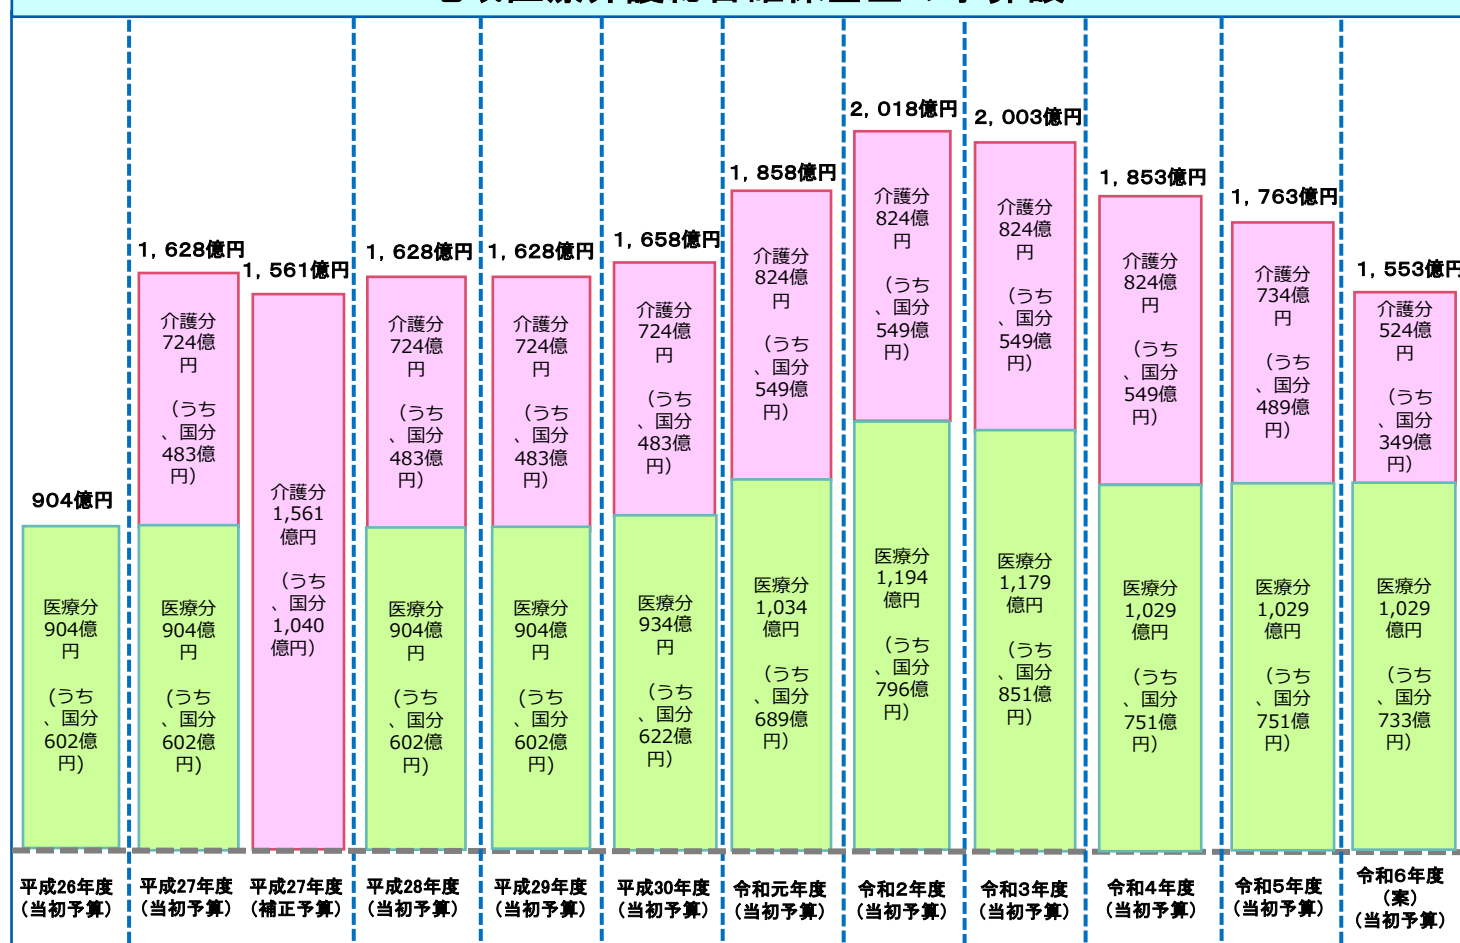 904億円
医療分
904億
円
(うち
、国分
602億
円)
平成26年度
(当初予算)
1,628億円
介護分
724億
円
(うち
、国分
483億
円)
医療分
904億
円
(うち
、国分
602億
円)
平成27年度
(当初予算)
1,561億円
介護分
1,561
億円
(うち
、国分
1,040
億円)
平成27年度
(補正予算)
1,628億円
介護分
724億
円
(うち
、国分
483億
円)
医療分
904億
円
(うち
、国分
602億
円)
平成28年度
(当初予算)
1,628億円
介護分
724億
円
(うち
、国分
483億
円)
医療分
904億
円
(うち
、国分
602億
円)
平成29年度
(当初予算)
1,658億円
介護分
724億
円
(うち
、国分
483億
円)
医療分
934億
円
(うち
、国分
622億
円)
平成30年度
(当初予算)
1,858億円
介護分
824億
円
(うち
、国分
549億
円)
医療分
1,034
億円
(うち
、国分
689億
円)
令和元年度
(当初予算)
2,018億円
介護分
824億
円
(うち
、国分
549億
円)
医療分
1,194
億円
(うち
、国分
796億
円)
令和2年度
(当初予算)
2,003億円
介護分
824億
円
(うち
、国分
549億
円)
医療分
1,179
億円
(うち
、国分
851億
円)
令和3年度
(当初予算)
1,853億円
介護分
824億
円
(うち
、国分
549億
円)
医療分
1,029
億円
(うち
、国分
751億
円)
令和4年度
(当初予算)
1,763億円
介護分
734億
円
(うち
、国分
489億
円)
医療分
1,029
億円
(うち
、国分
751億
円)
令和5年度
(当初予算)
1,553億円
介護分
524億
円
(うち
、国分
349億
円)
医療分
1,029
億円
(うち
、国分
733億
円)
令和6年度
(案)
(当初予算)